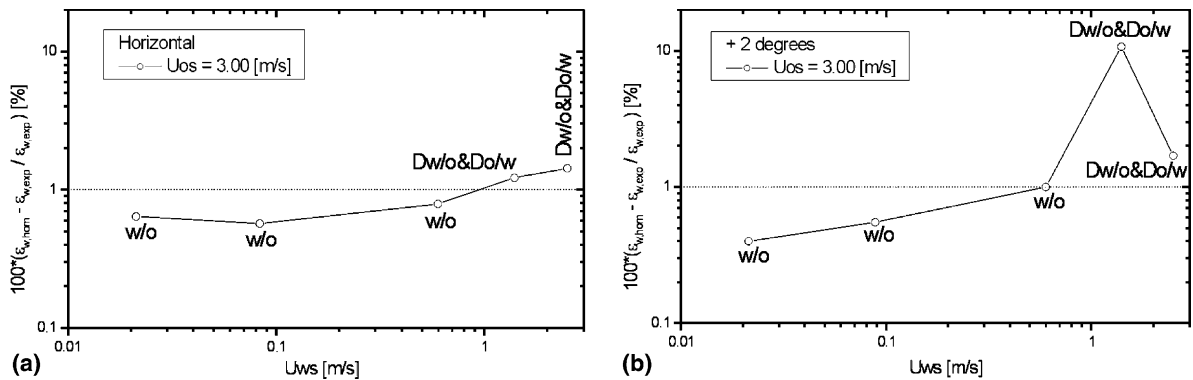 Horizontal
Uos = 3.00 [m/s]
10
1
0.1
100*(εw,hom - εw,exp / εw,exp ) [%]
w/o
w/o
w/o
Dw/o&Do/w
Dw/o&Do/w
0.01
0.1
1
Uws [m/s]
(a)
+ 2 degrees
Uos = 3.00 [m/s]
10
1
0.1
100*(εw,hom - εw,exp / εw,exp ) [%]
w/o
w/o
w/o
Dw/o&Do/w
Dw/o&Do/w
0.01
0.1
1
Uws [m/s]
(b)